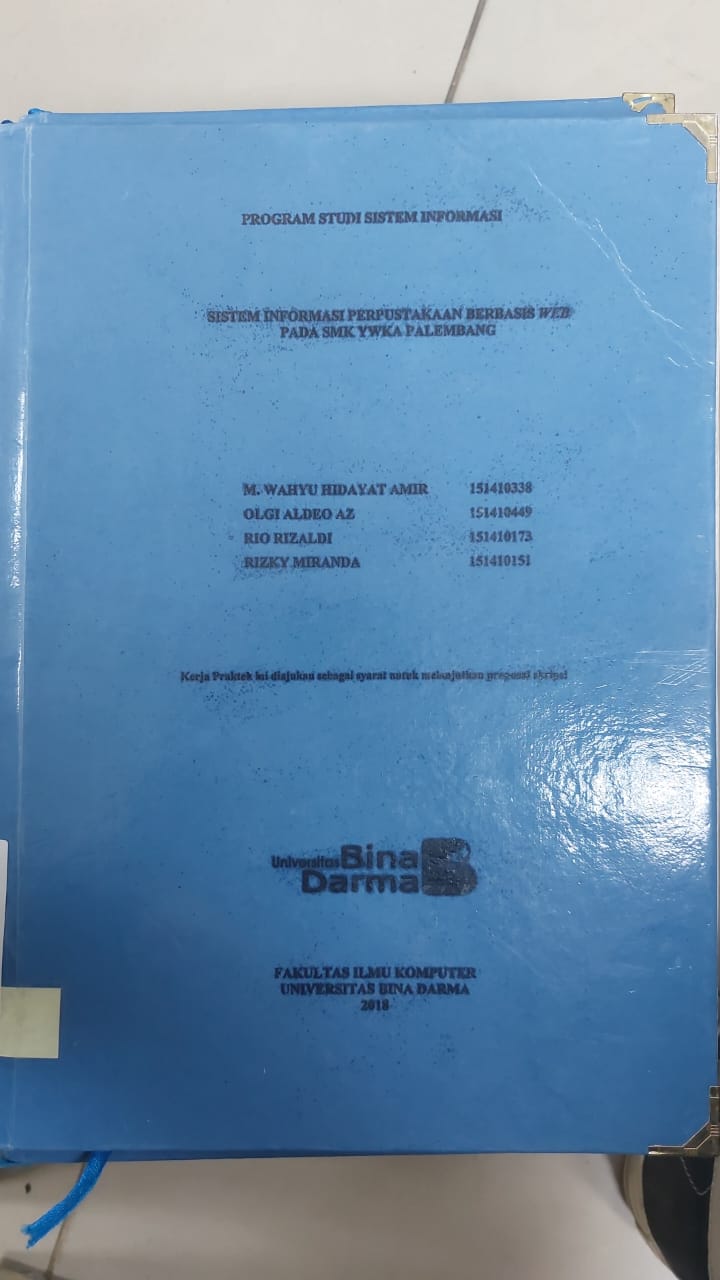 PROGRAM STUDI SISTEM INFORMASI
SISTEM INFORMASI PERPUSTAKAAN BERBASIS WEB
PADA SMK YWKA PALEMBANG
M. WAHYU HIDAYAT AMIR 151410338
OLGI ALDEO AZ 151410449
RIO RIZALDI 151410173
RIZKY MIRANDA 151410151
Kerja Praktek ini diajukan sebagai syarat untuk melanjutkan proposal skripsi
Universitas Bina
Darma
FAKULTAS ILMU KOMPUTER
UNIVERSITAS BINA DARMA
2018